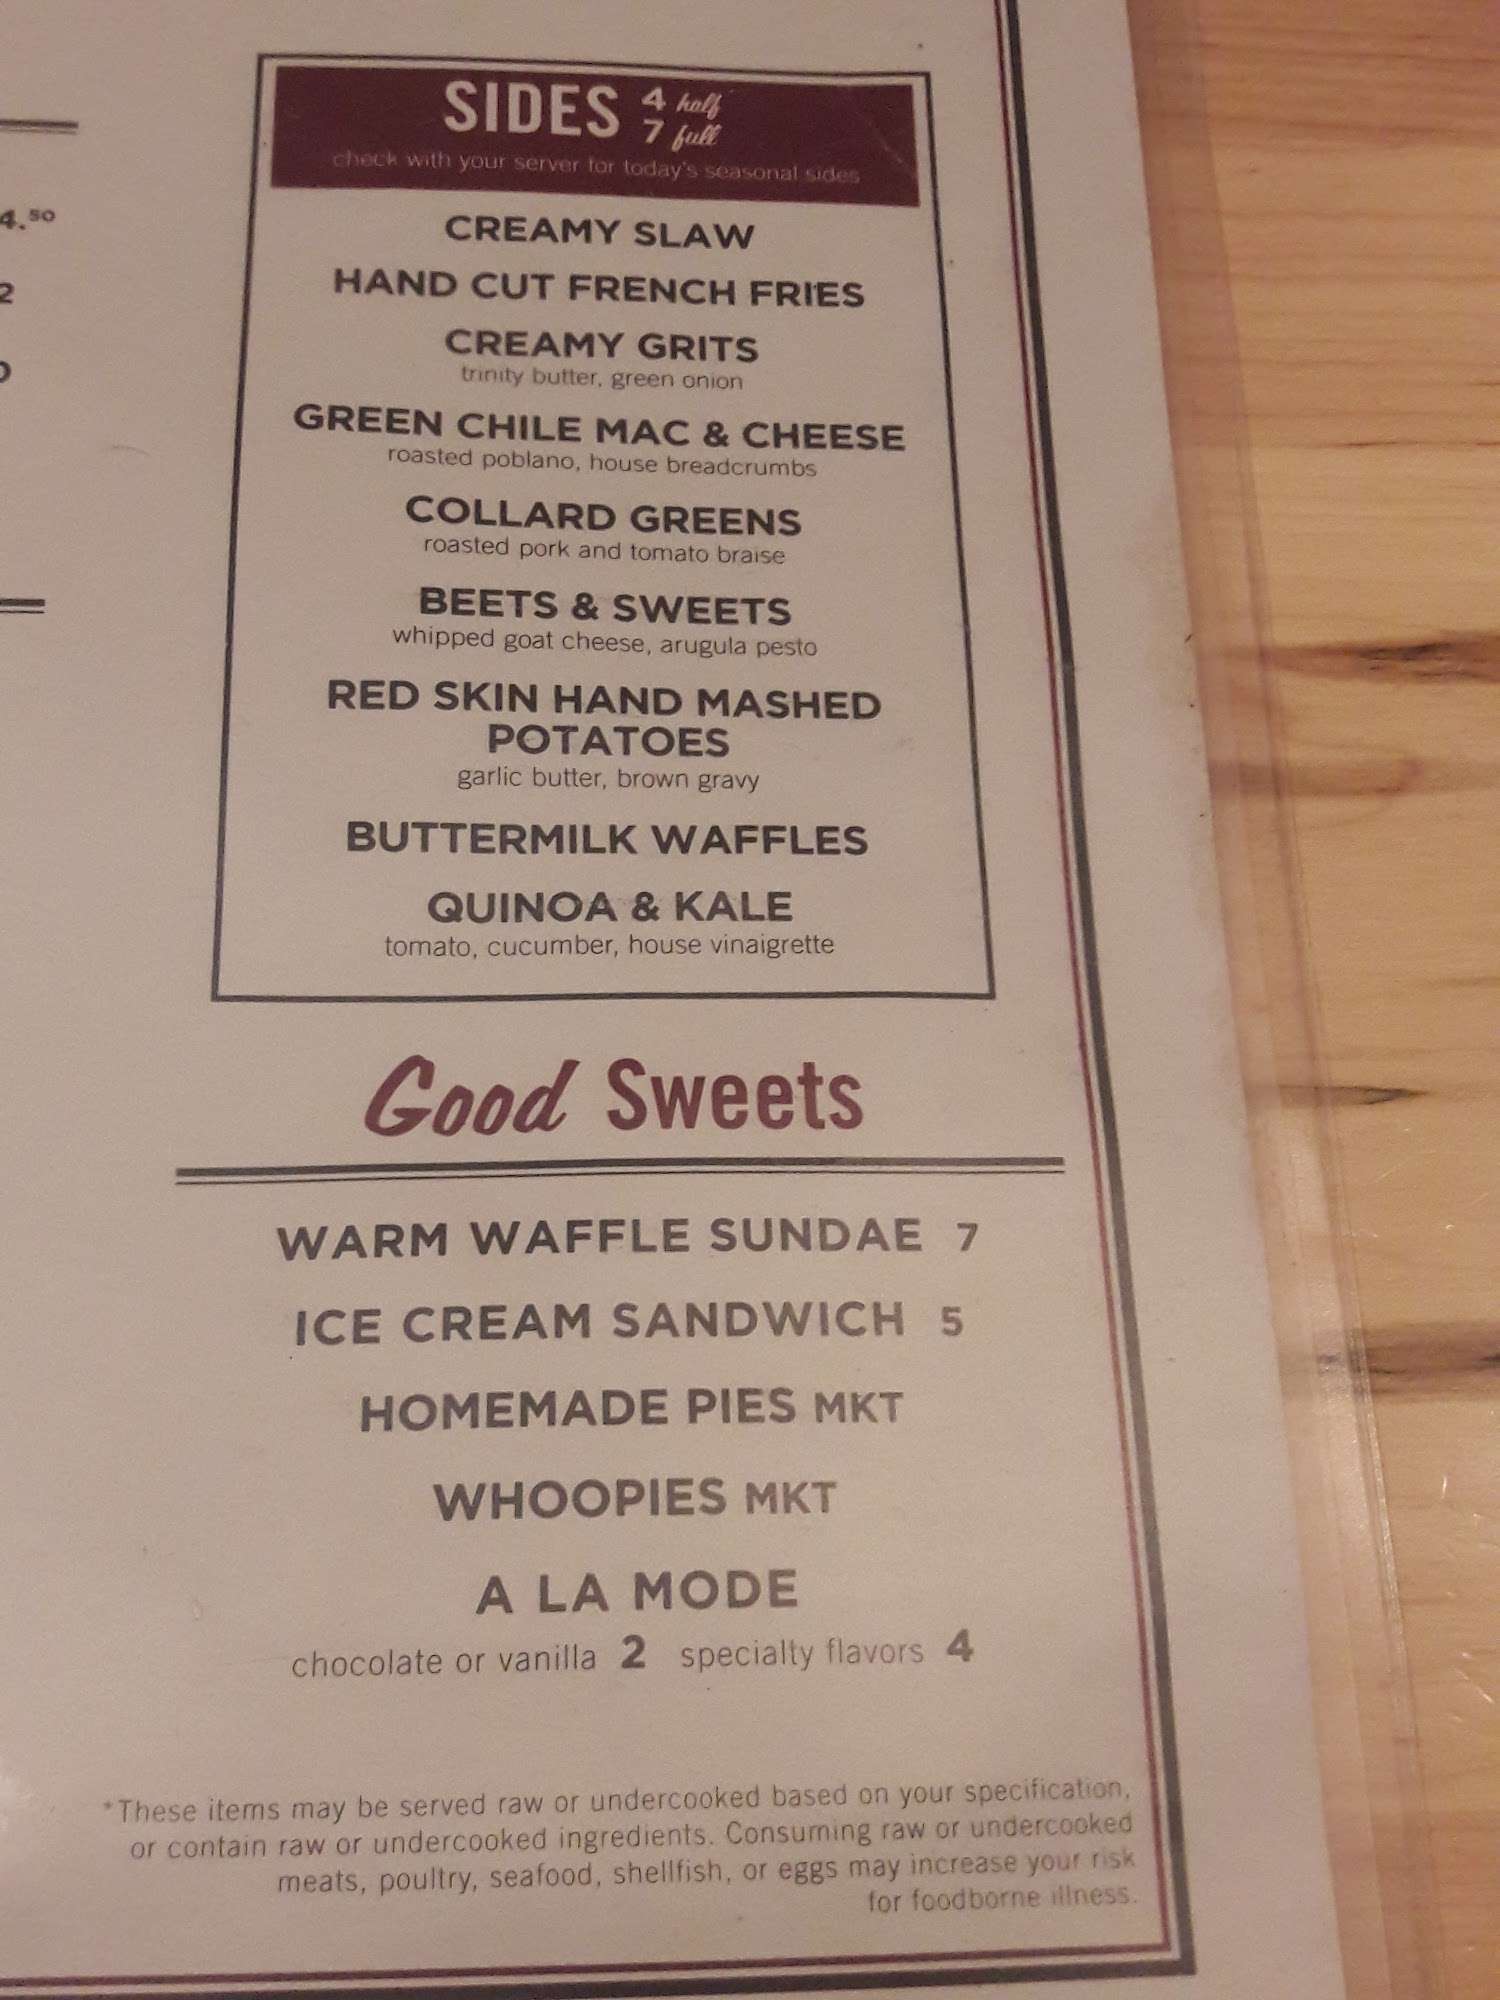 4.50
2
SIDES 4 half
7 full
check with your server for today's seasonal sides
CREAMY SLAW
HAND CUT FRENCH FRIES
CREAMY GRITS
trinity butter, green onion
GREEN CHILE MAC & CHEESE
roasted poblano, house breadcrumbs
COLLARD GREENS
roasted pork and tomato braise
BEETS & SWEETS
whipped goat cheese, arugula pesto
RED SKIN HAND MASHED
POTATOES
garlic butter, brown gravy
BUTTERMILK WAFFLES
QUINOA & KALE
tomato, cucumber, house vinaigrette
Good Sweets
WARM WAFFLE SUNDAE 7
ICE CREAM SANDWICH 5
HOMEMADE PIES MKT
WHOOPIES MKT
A LA MODE
chocolate or vanilla 2 specialty flavors 4
*These items may be served raw or undercooked based on your specification,
or contain raw or undercooked ingredients. Consuming raw or undercooked
meats, poultry, seafood, shellfish, or eggs may increase your risk
for foodborne illness.